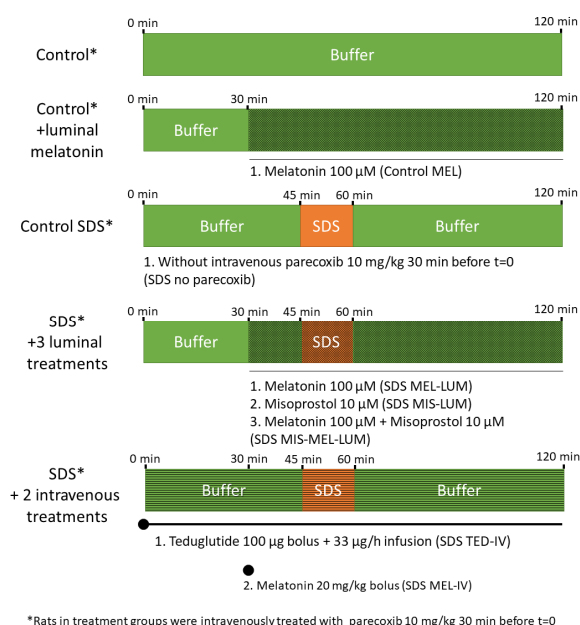 0 min 120 min
Control* Buffer
0 min 30 min 120 min
Control*
+luminal
melatonin
Buffer
1. Melatonin 100 µM (Control MEL)
0 min 45 min 60 min 120 min
Control SDS* Buffer SDS Buffer
1. Without intravenous parecoxib 10 mg/kg 30 min before t=0
(SDS no parecoxib)
0 min 30 min 45 min 60 min 120 min
SDS*
+3 luminal
treatments
Buffer SDS
1. Melatonin 100 µM (SDS MEL-LUM)
2. Misoprostol 10 µM (SDS MIS-LUM)
3. Melatonin 100 µM + Misoprostol 10 µM
(SDS MIS-MEL-LUM)
0 min 30 min 45 min 60 min 120 min
SDS*
+ 2 intravenous
treatments
Buffer SDS Buffer
1. Teduglutide 100 µg bolus + 33 µg/h infusion (SDS TED-IV)
2. Melatonin 20 mg/kg bolus (SDS MEL-IV)
*Rats in treatment groups were intravenously treated with parecoxib 10 mg/kg 30 min before t=0